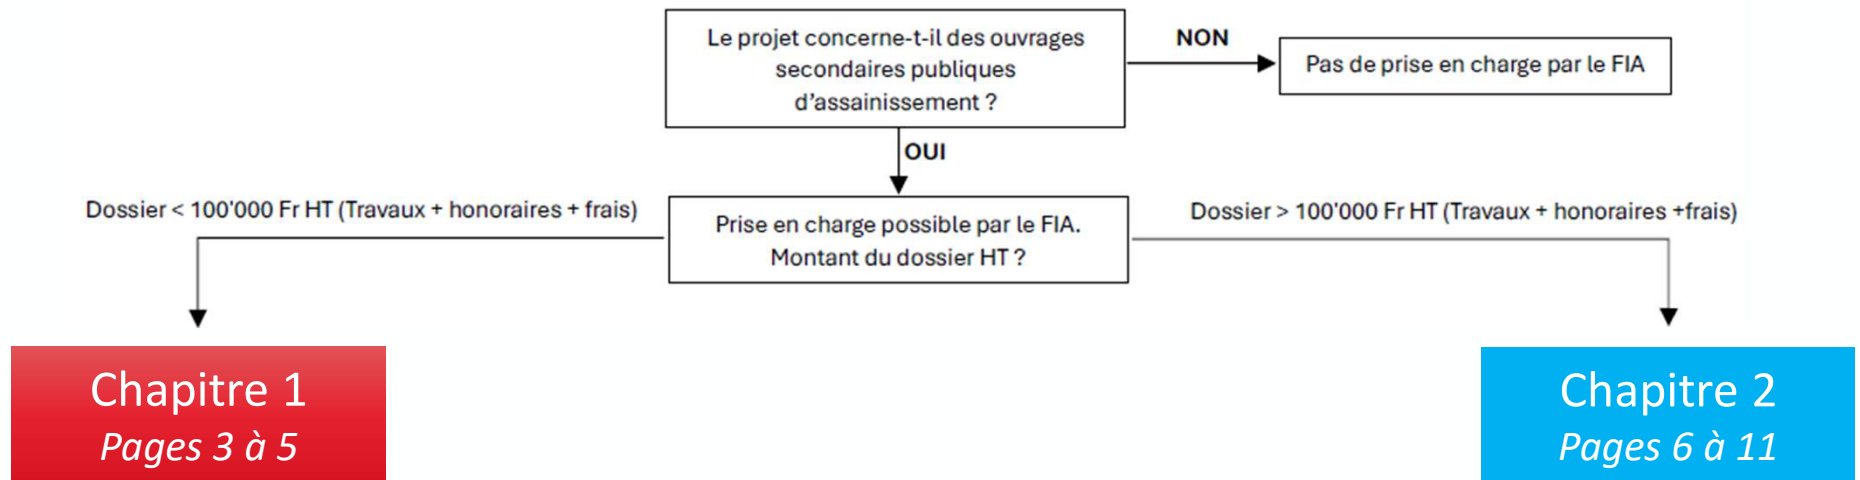 Le projet concerne-t-il des ouvrages
secondaires publiques
d'assainissement ?
NON
Pas de prise en charge par le FIA
OUI
Dossier < 100'000 Fr HT (Travaux + honoraires + frais)
Prise en charge possible par le FIA.
Montant du dossier HT ?
Dossier > 100'000 Fr HT (Travaux + honoraires +frais)
Chapitre 1
Pages 3 à 5
Chapitre 2
Pages 6 à 11